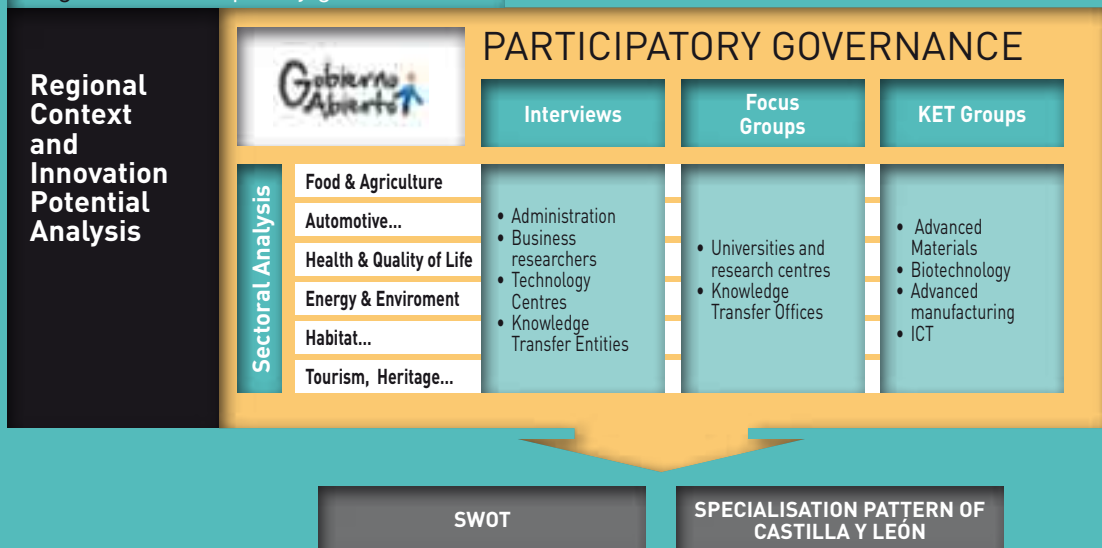 Regional
Context
and
Innovation
Potential
Analysis
Gobierno
Abierto
PARTICIPATORY GOVERNANCE
Interviews
Focus
Groups
KET Groups
Sectoral Analysis
Food & Agriculture
Automotive...
Health & Quality of Life
Energy & Enviroment
Habitat...
Tourism, Heritage...
• Administration
• Business
researchers
• Technology
Centres
• Knowledge
Transfer Entities
• Universities and
research centres
• Knowledge
Transfer Offices
• Advanced
Materials
• Biotechnology
• Advanced
manufacturing
• ICT
SWOT
SPECIALISATION PATTERN OF
CASTILLA Y LEÓN